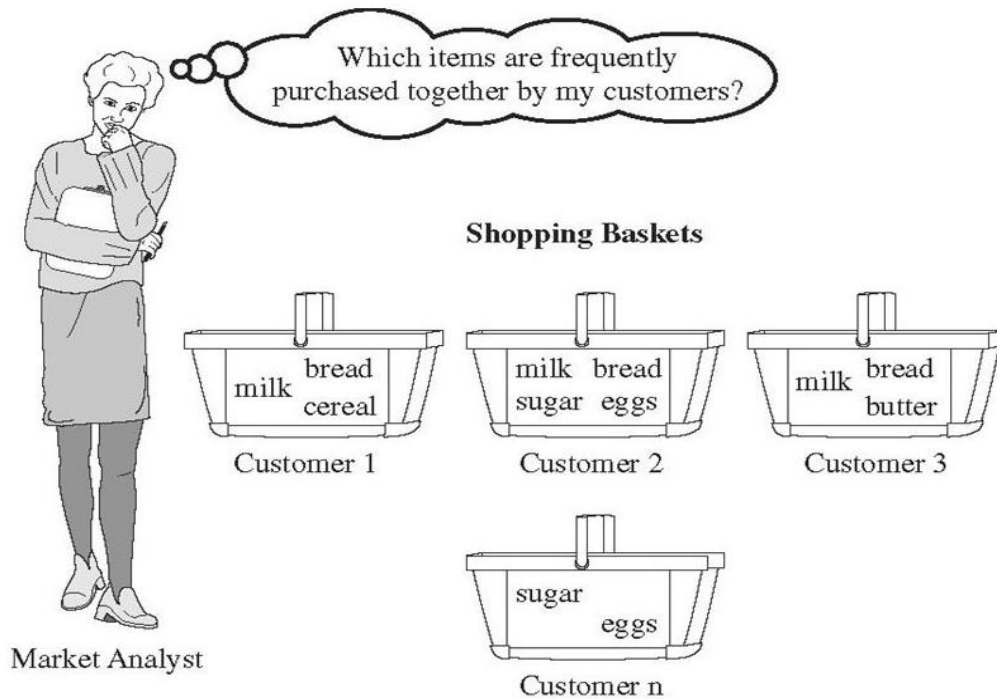 Which items are frequently
purchased together by my customers?
Shopping Baskets
milk bread
cereal
Customer 1
milk bread
sugar eggs
Customer 2
milk bread
butter
Customer 3
sugar
eggs
Customer n
Market Analyst